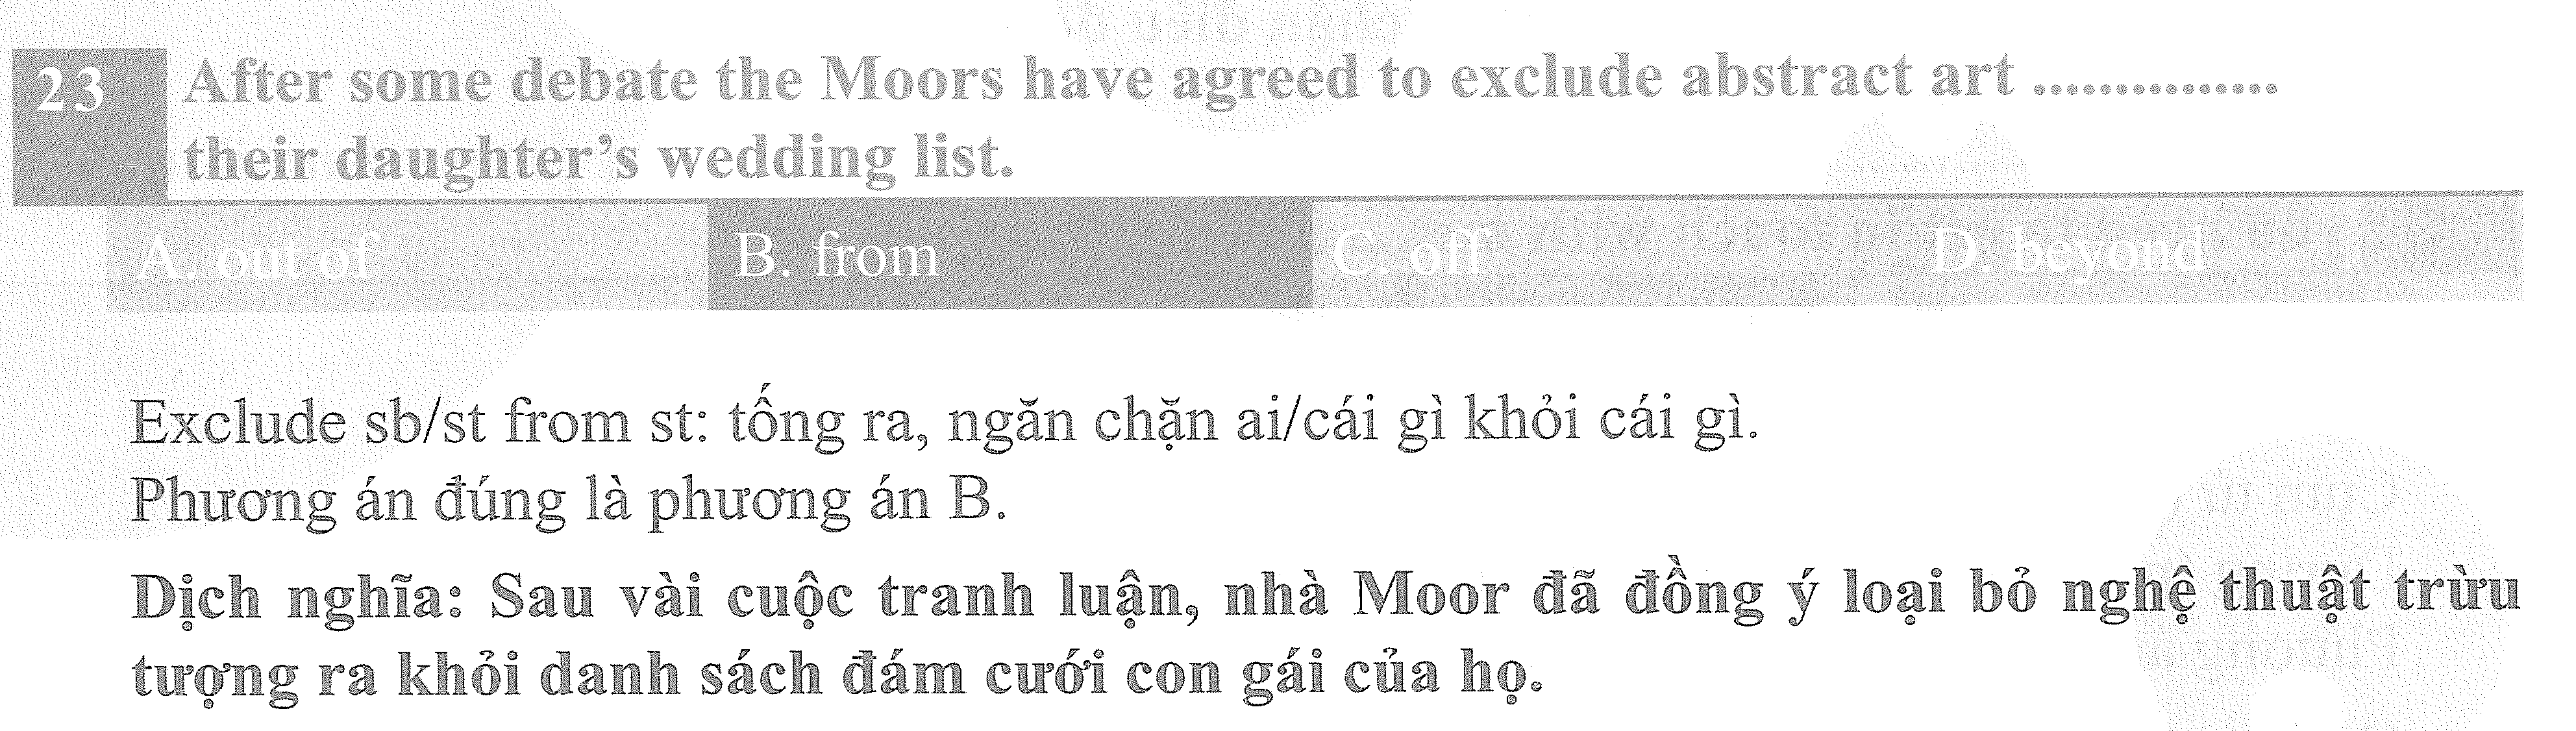 23 After some debate the Moors have agreed to exclude abstract art ...............
their daughter's wedding list.
A. out of B. from C. off D. beyond
Exclude sb/st from st: tống ra, ngăn chặn ai/cái gì khỏi cái gì.
Phương án đúng là phương án B.
Dịch nghĩa: Sau vài cuộc tranh luận, nhà Moor đã đồng ý loại bỏ nghệ thuật trừu
tượng ra khỏi danh sách đám cưới con gái của họ.